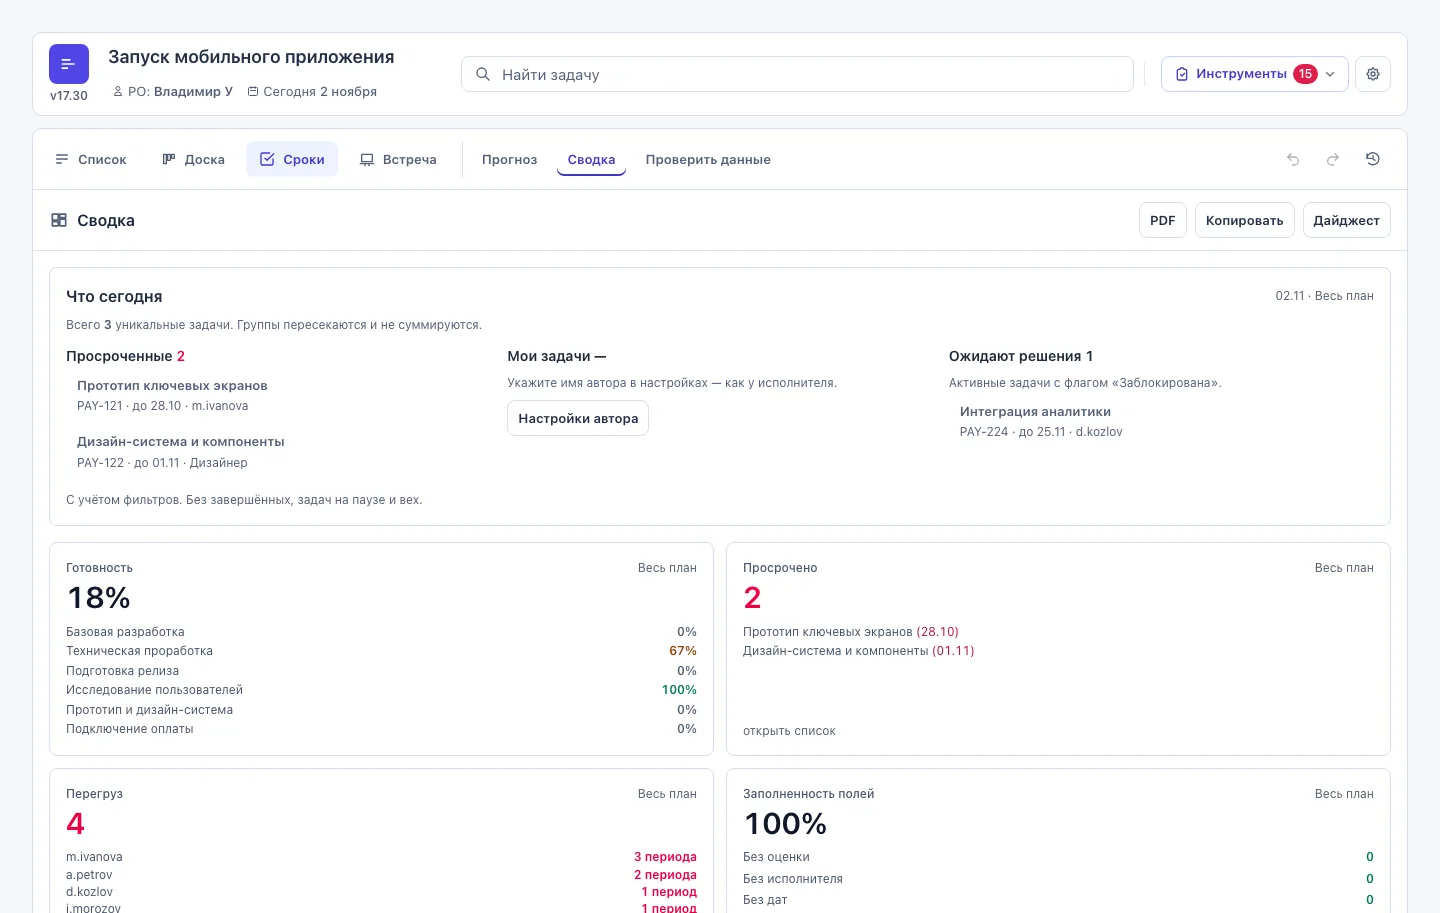 Запуск мобильного приложения
v17.30
PO: Владимир У
Сегодня 2 ноября
Найти задачу
Инструменты 15
Список
Доска
Сроки
Встреча
Прогноз
Сводка
Проверить данные
Сводка
PDF
Копировать
Дайджест
Что сегодня
02.11 · Весь план
Всего 3 уникальные задачи. Группы пересекаются и не суммируются.
Просроченные 2
Прототип ключевых экранов
PAY-121 · до 28.10 · m.ivanova
Дизайн-система и компоненты
PAY-122 · до 01.11 · Дизайнер
Мои задачи —
Укажите имя автора в настройках — как у исполнителя.
Настройки автора
Ожидают решения 1
Активные задачи с флагом «Заблокирована».
Интеграция аналитики
PAY-224 · до 25.11 · d.kozlov
С учётом фильтров. Без завершённых, задач на паузе и вех.
Готовность
Весь план
18%
Базовая разработка 0%
Техническая проработка 67%
Подготовка релиза 0%
Исследование пользователей 100%
Прототип и дизайн-система 0%
Подключение оплаты 0%
Просрочено
Весь план
2
Прототип ключевых экранов (28.10)
Дизайн-система и компоненты (01.11)
открыть список
Перегруз
Весь план
4
m.ivanova 3 периода
a.petrov 2 периода
d.kozlov 1 период
i.morozov 1 период
Заполненность полей
Весь план
100%
Без оценки 0
Без исполнителя 0
Без дат 0